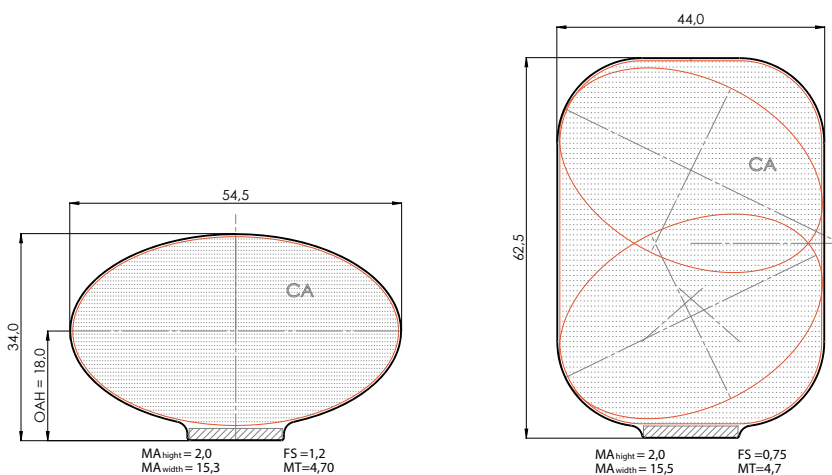 44,0
54,5
CA
CA
62,5
34,0
OAH = 18,0
MA hight = 2,0 FS =1,2
MA width = 15,3 MT=4,70
MA hight = 2,0 FS=0,75
MA width = 15,5 MT=4,7